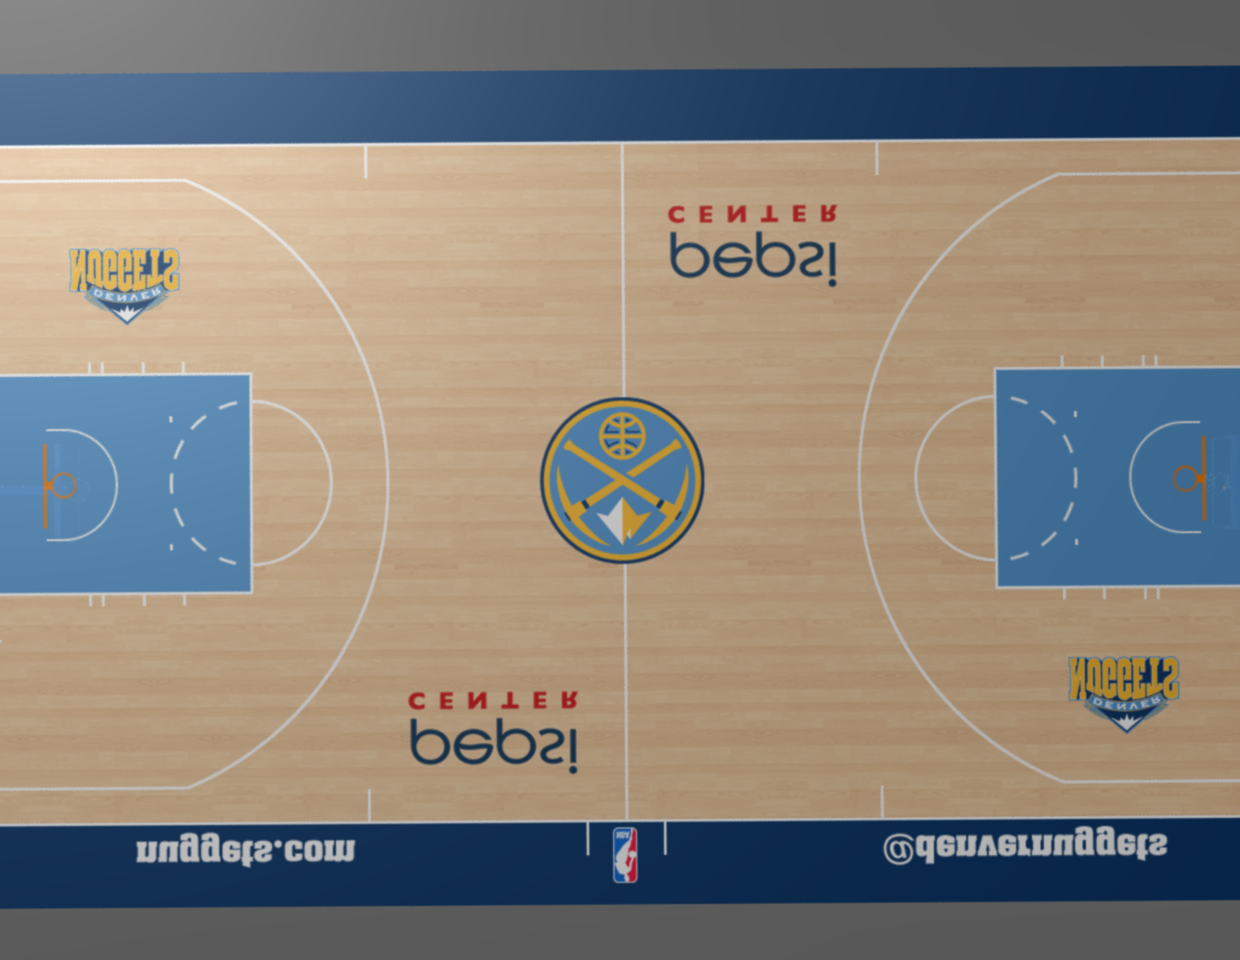 CENTER
pepsi
NUGGETS
DENVER
CENTER
pepsi
NUGGETS
DENVER
nuggets.com
@denvernuggets